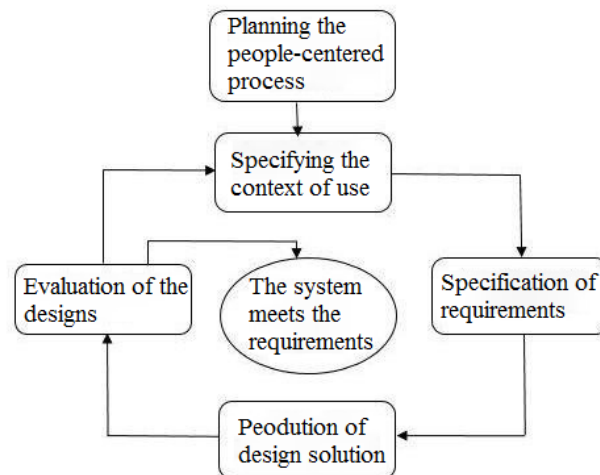 Planning the
people-centered
process
Specifying the
context of use
Evaluation of the
designs
The system
meets the
requirements
Specification of
requirements
Peodution of
design solution